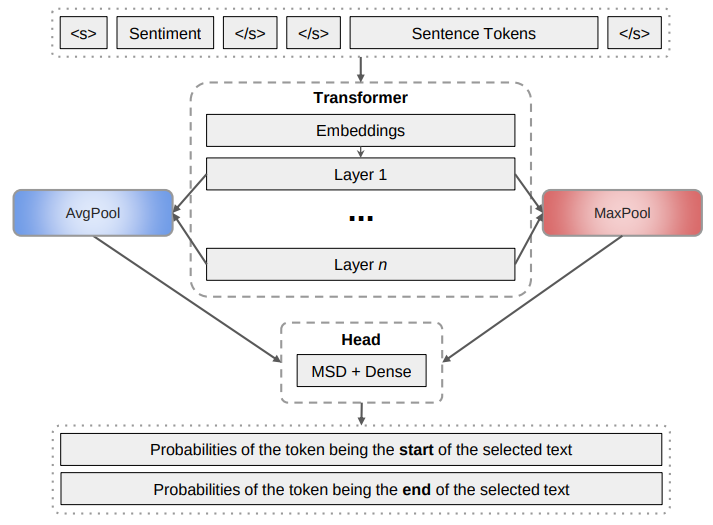 <s> Sentiment </s> </s> Sentence Tokens </s>
Transformer
Embeddings
Layer 1
AvgPool ... MaxPool
Layer n
Head
MSD + Dense
Probabilities of the token being the start of the selected text
Probabilities of the token being the end of the selected text